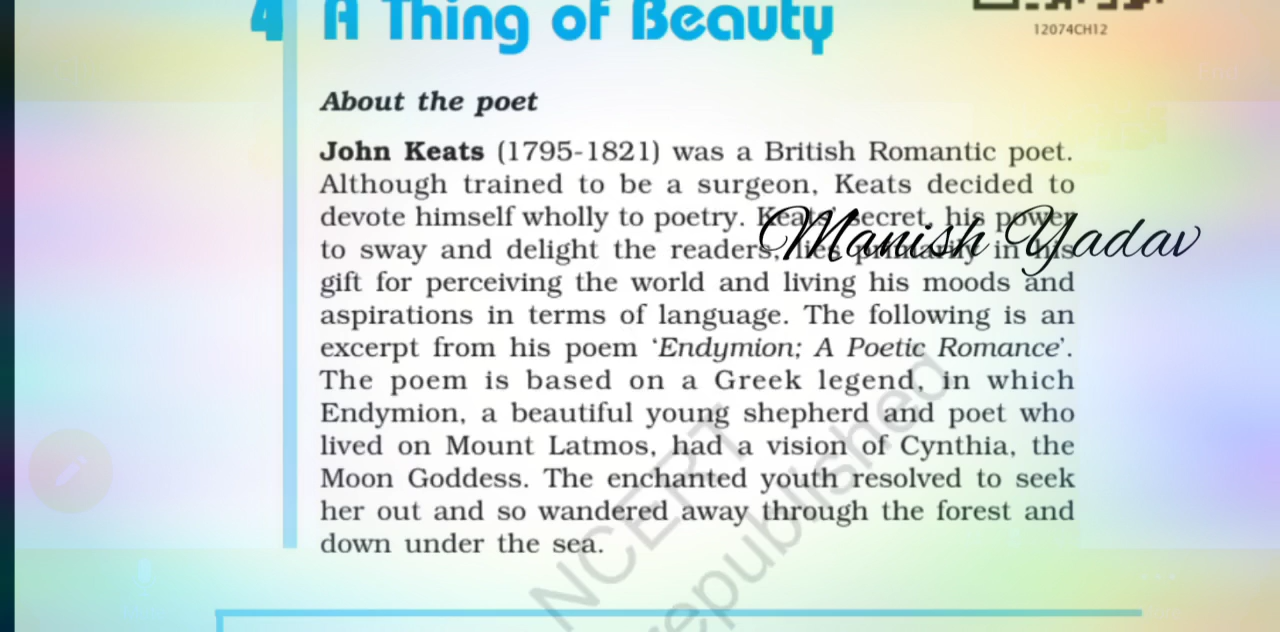 4 A Thing of Beauty
12074CH12
About the poet
John Keats (1795-1821) was a British Romantic poet.
Although trained to be a surgeon, Keats decided to
devote himself wholly to poetry. Keats' secret, his power
to sway and delight the readers, lies primarily in his
Manish Yadav
gift for perceiving the world and living his moods and
aspirations in terms of language. The following is an
excerpt from his poem 'Endymion; A Poetic Romance'.
The poem is based on a Greek legend, in which
Endymion, a beautiful young shepherd and poet who
lived on Mount Latmos, had a vision of Cynthia, the
Moon Goddess. The enchanted youth resolved to seek
her out and so wandered away through the forest and
down under the sea.
NCERT
republished